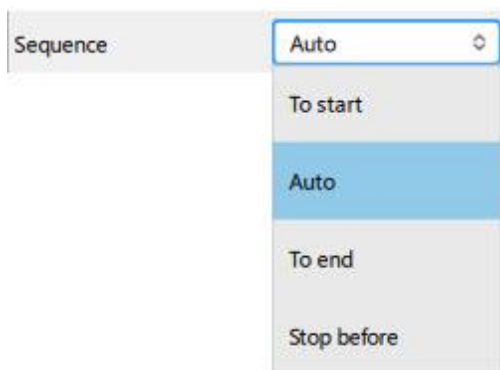 Sequence Auto
To start
Auto
To end
Stop before